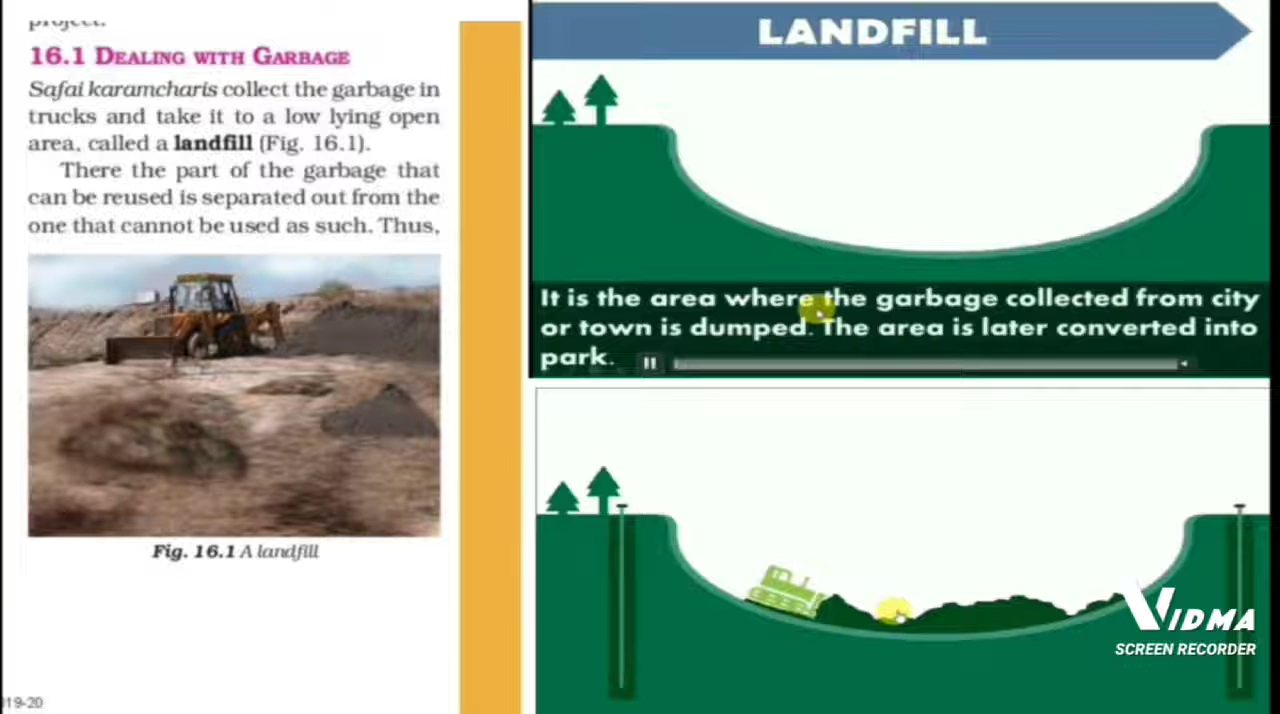 project.
16.1 DEALING WITH GARBAGE
Safai karamcharis collect the garbage in
trucks and take it to a low lying open
area, called a landfill (Fig. 16.1).
There the part of the garbage that
can be reused is separated out from the
one that cannot be used as such. Thus,
Fig. 16.1 A landfill
19-20
LANDFILL
It is the area where the garbage collected from city
or town is dumped. The area is later converted into
park.
VIDMA
SCREEN RECORDER